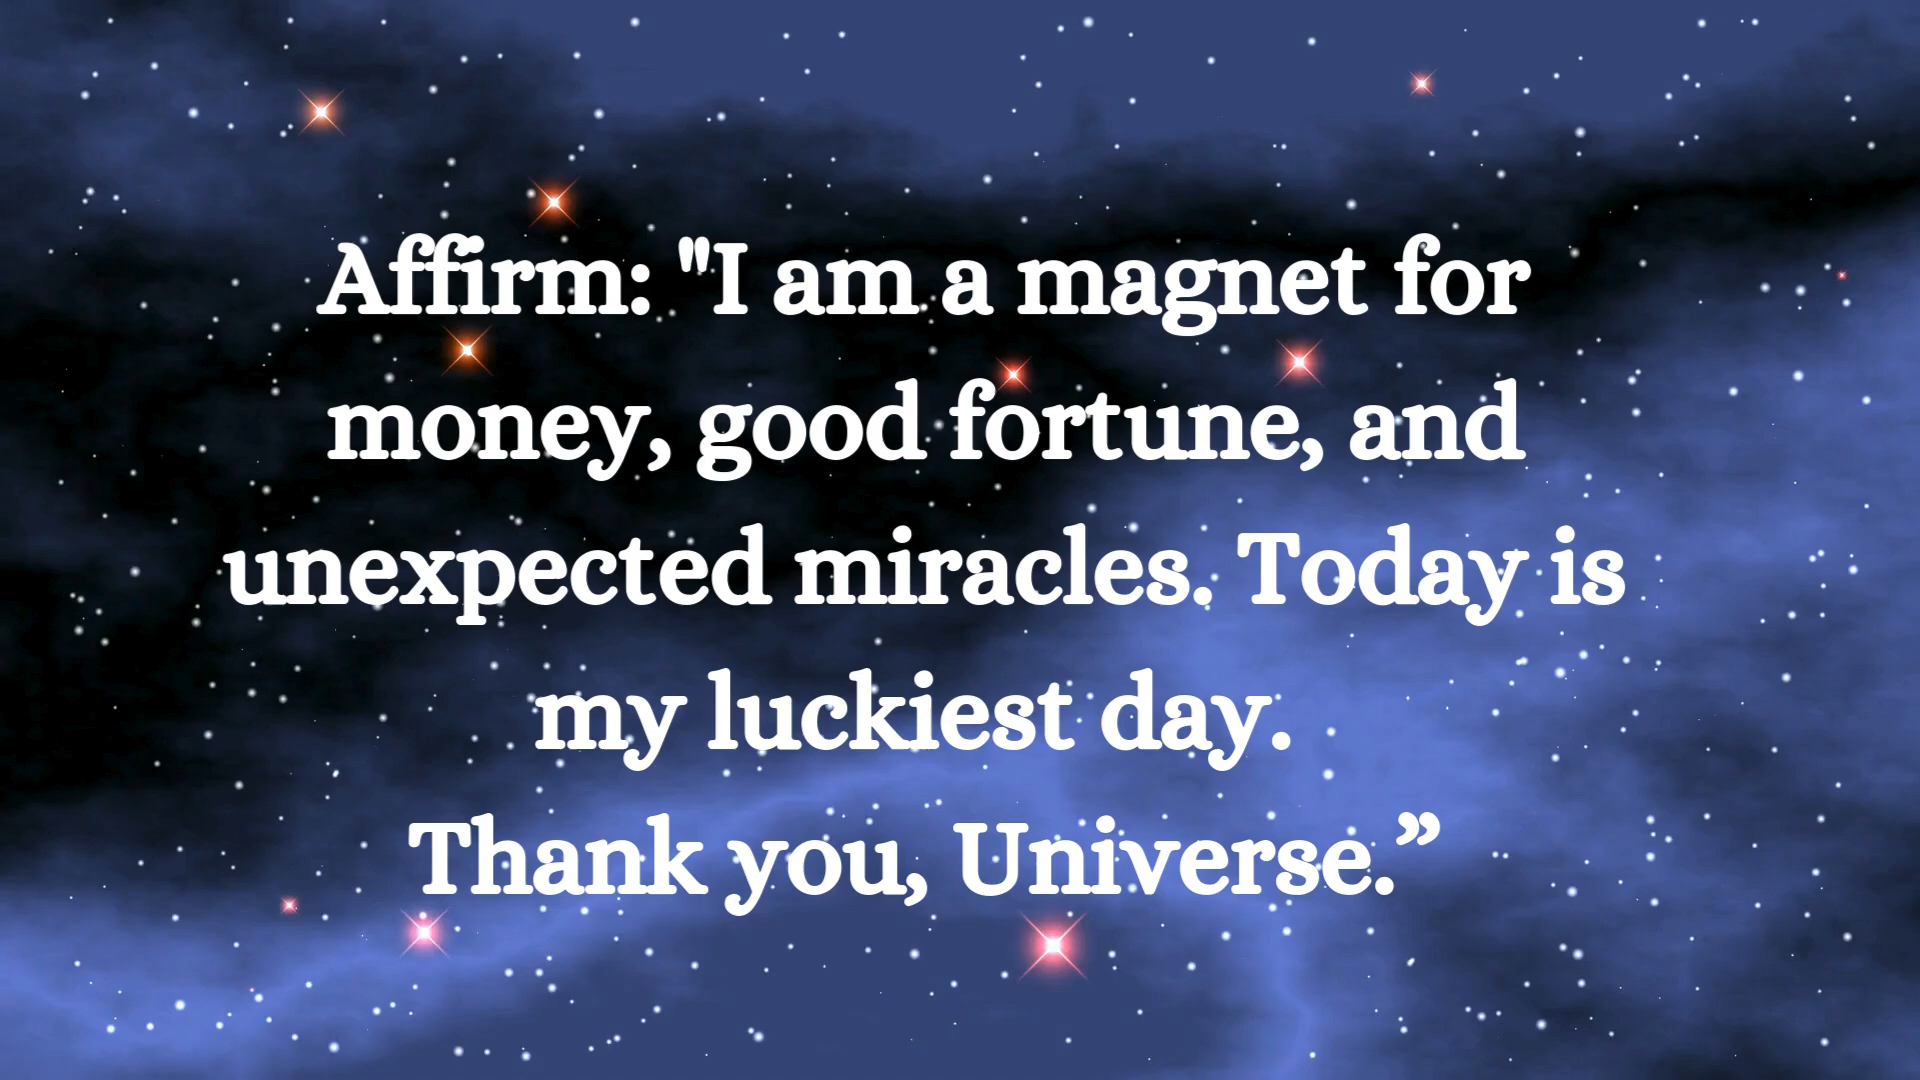 Affirm: "I am a magnet for
money, good fortune, and
unexpected miracles. Today is
my luckiest day.
Thank you, Universe.”